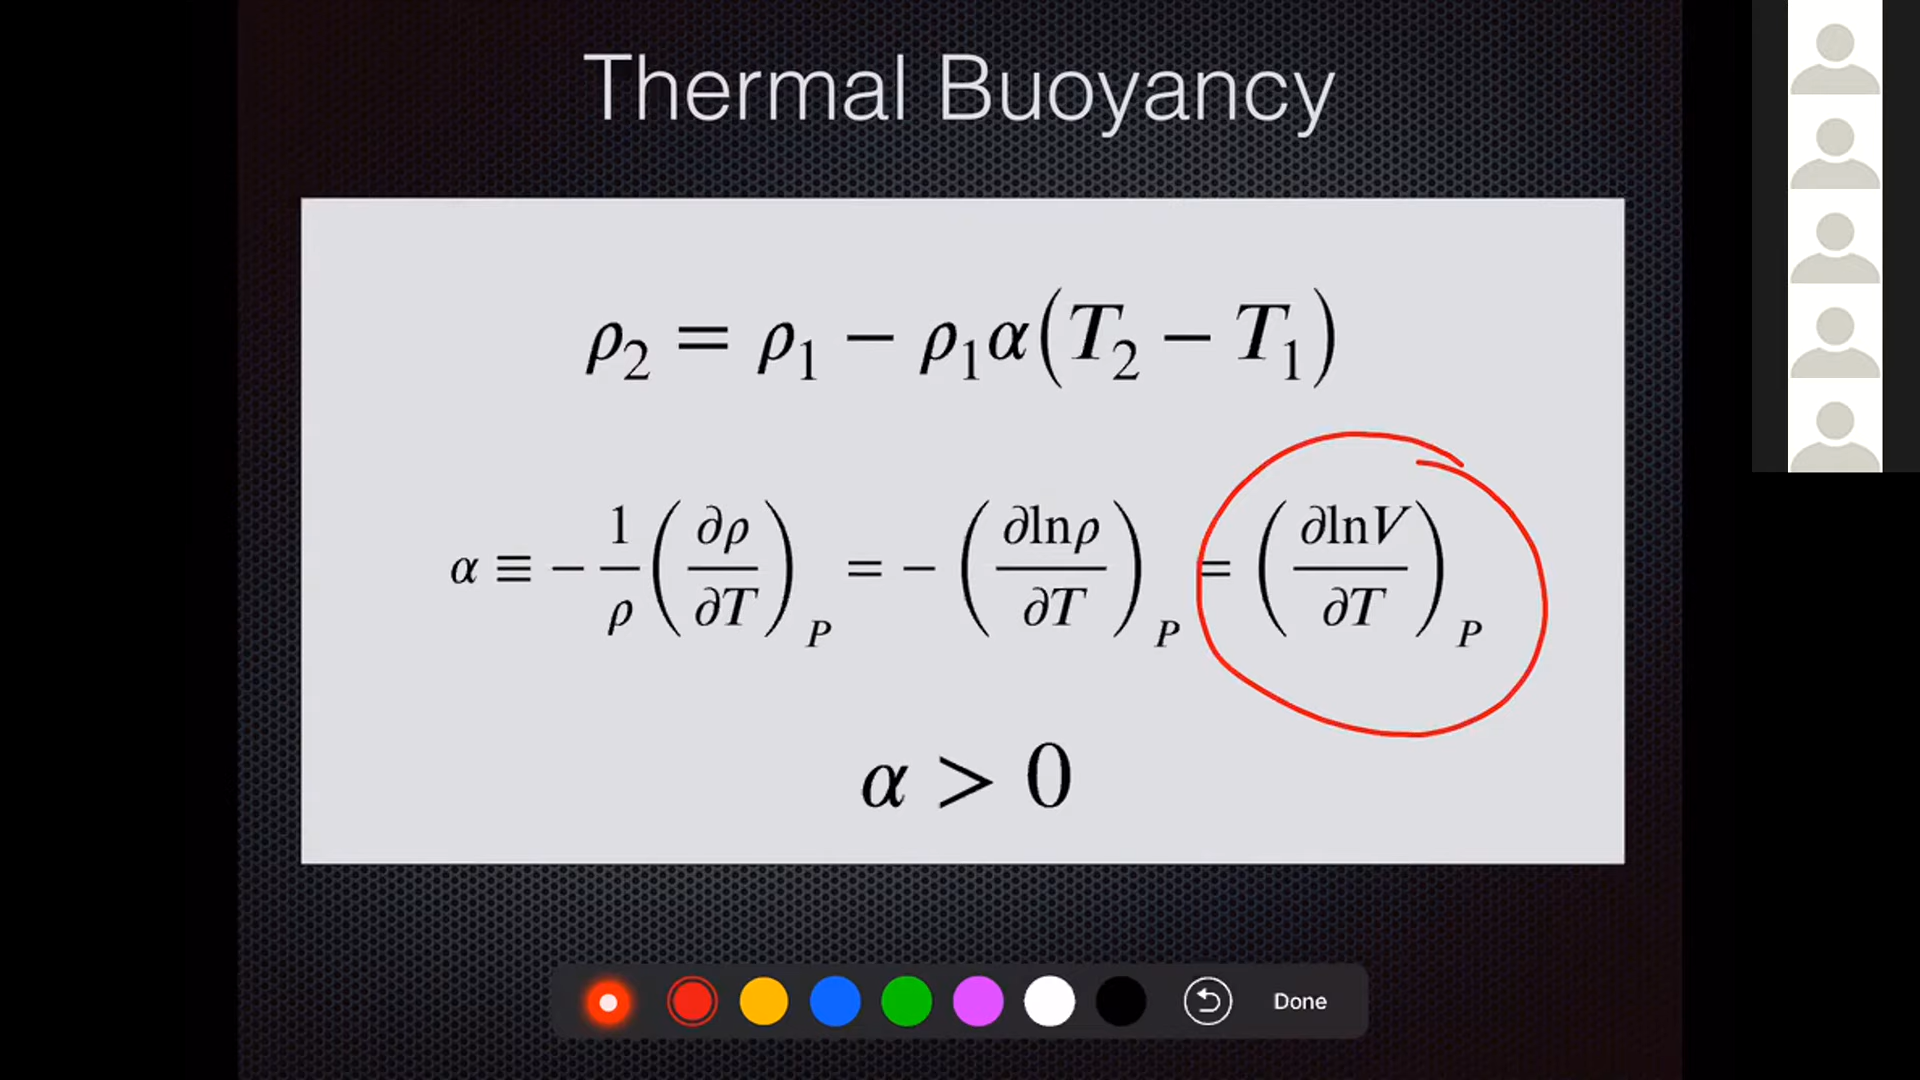 Thermal Buoyancy
ρ₂ = ρ₁ − ρ₁α(T₂ − T₁)
α ≡ − 1/ρ (∂ρ/∂T)_P = − (∂lnρ/∂T)_P = (∂lnV/∂T)_P
α > 0
Done